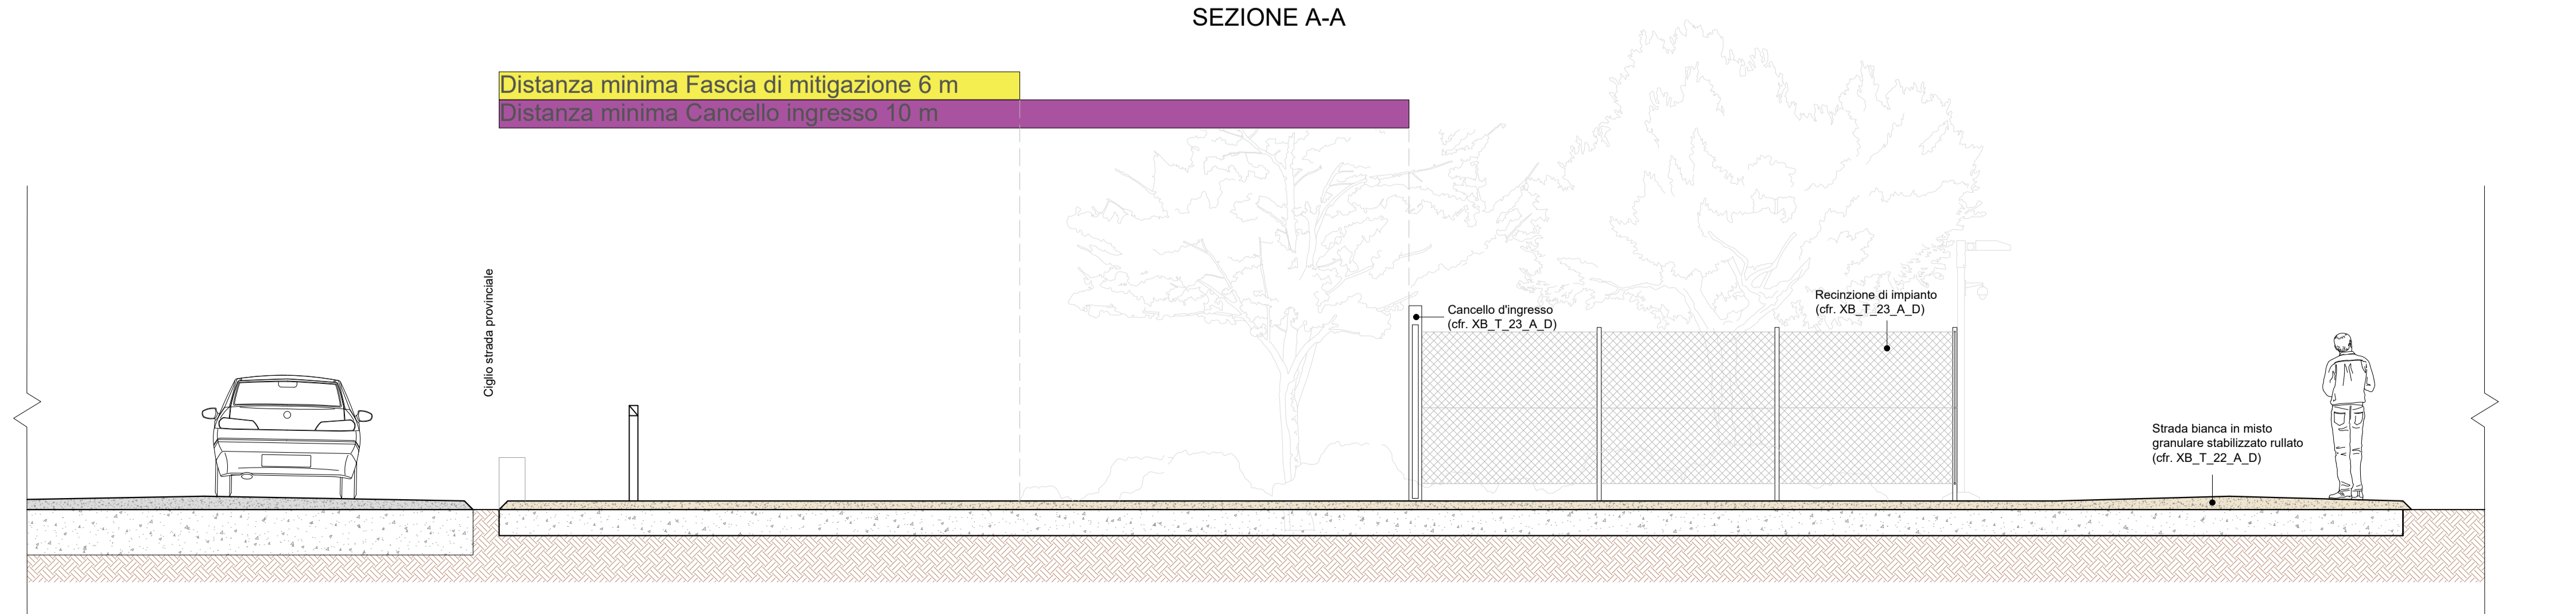 SEZIONE A-A
Distanza minima Fascia di mitigazione 6 m
Distanza minima Cancello ingresso 10 m
Ciglio strada provinciale
Cancello d'ingresso
(cfr. XB_T_23_A_D)
Recinzione di impianto
(cfr. XB_T_23_A_D)
Strada bianca in misto
granulare stabilizzato rullato
(cfr. XB_T_22_A_D)